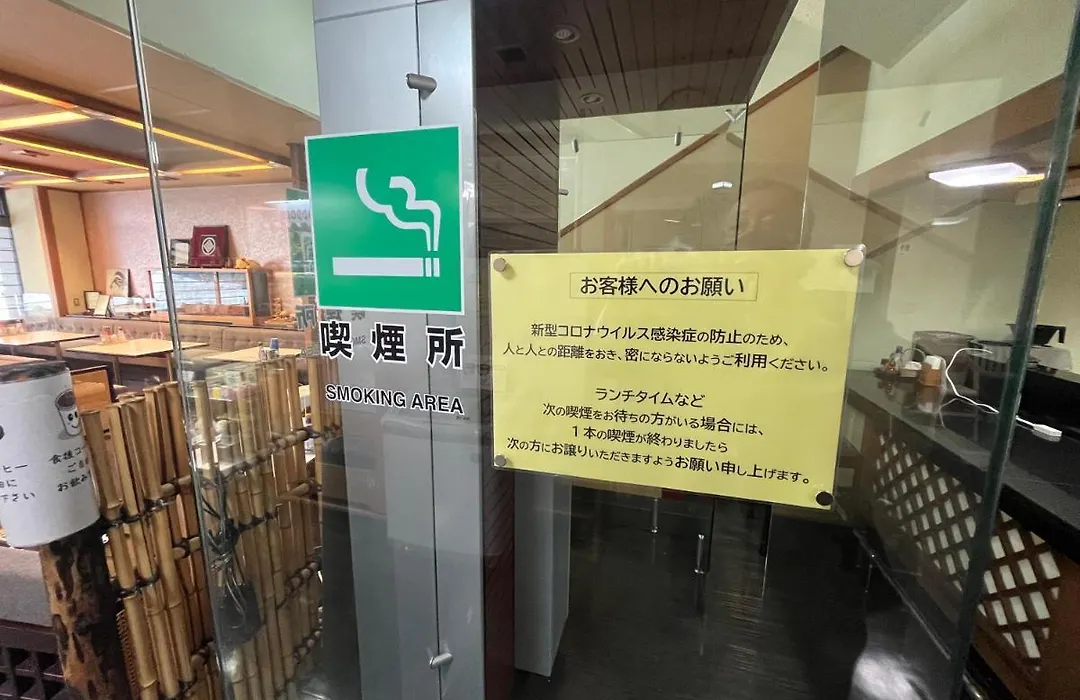 喫煙所
SMOKING AREA
お客様へのお願い
新型コロナウイルス感染症の防止のため、
人と人との距離をおき、密にならないようご利用ください。
ランチタイムなど
次の喫煙をお待ちの方がいる場合には、
1本の喫煙が終わりましたら
次の方にお譲りいただきますようお願い申し上げます。